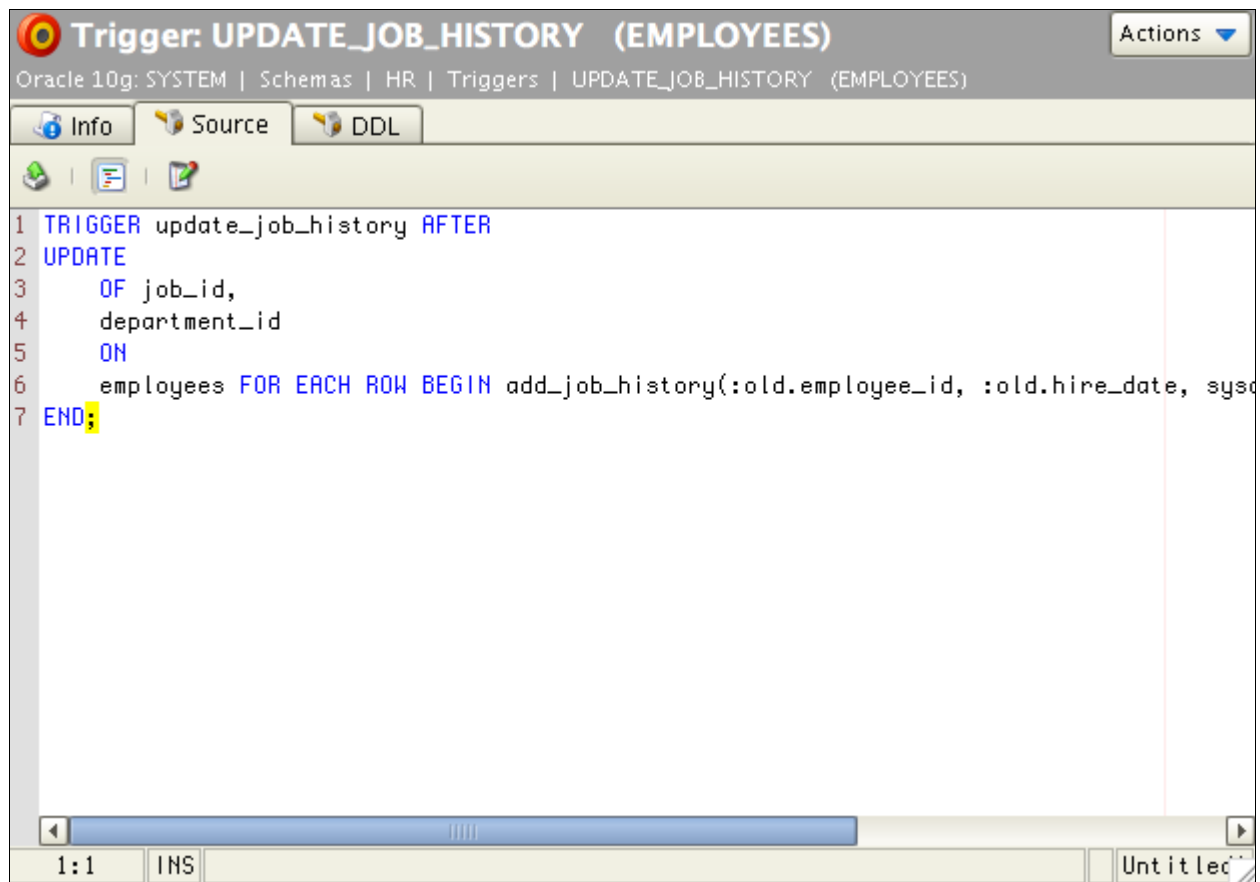 Trigger: UPDATE_JOB_HISTORY (EMPLOYEES)
Actions
Oracle 10g: SYSTEM | Schemas | HR | Triggers | UPDATE_JOB_HISTORY (EMPLOYEES)
Info Source DDL
1 TRIGGER update_job_history AFTER
2 UPDATE
3 OF job_id,
4 department_id
5 ON
6 employees FOR EACH ROW BEGIN add_job_history(:old.employee_id, :old.hire_date,
7 END;
1:1 INS